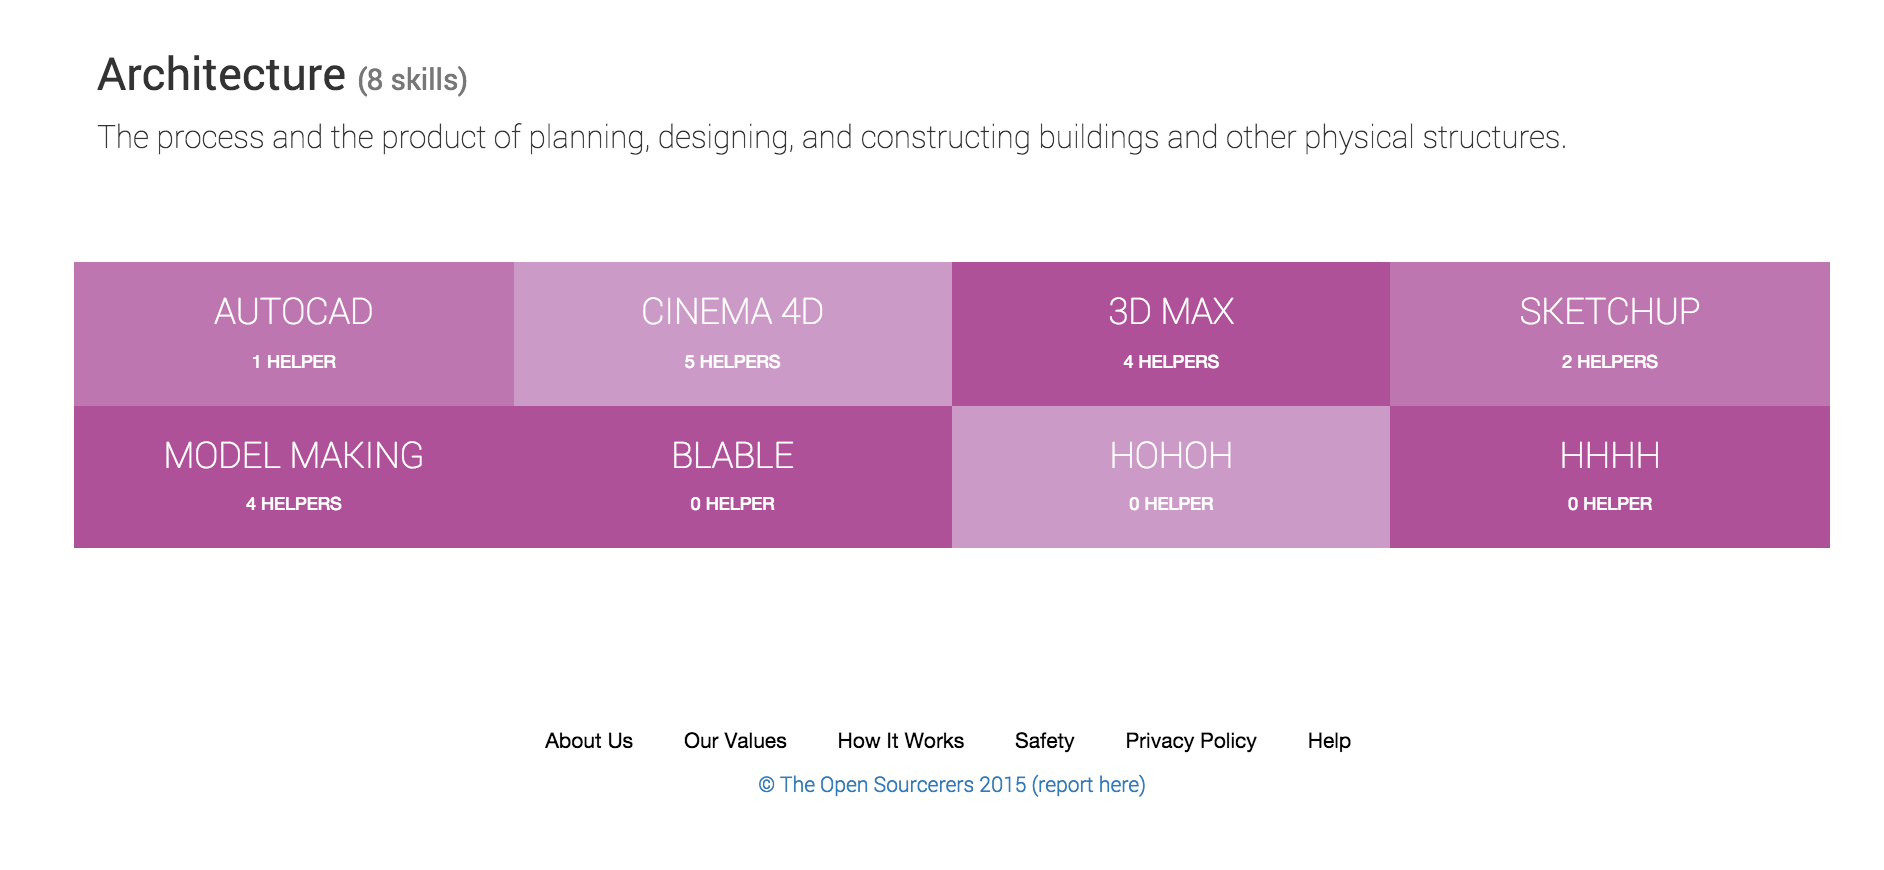 Architecture (8 skills)
The process and the product of planning, designing, and constructing buildings and other physical structures.
AUTOCAD
1 HELPER
CINEMA 4D
5 HELPERS
3D MAX
4 HELPERS
SKETCHUP
2 HELPERS
MODEL MAKING
4 HELPERS
BLABLE
0 HELPER
HOHOH
0 HELPER
HHHH
0 HELPER
About Us Our Values How It Works Safety Privacy Policy Help
© The Open Sourcerers 2015 (report here)